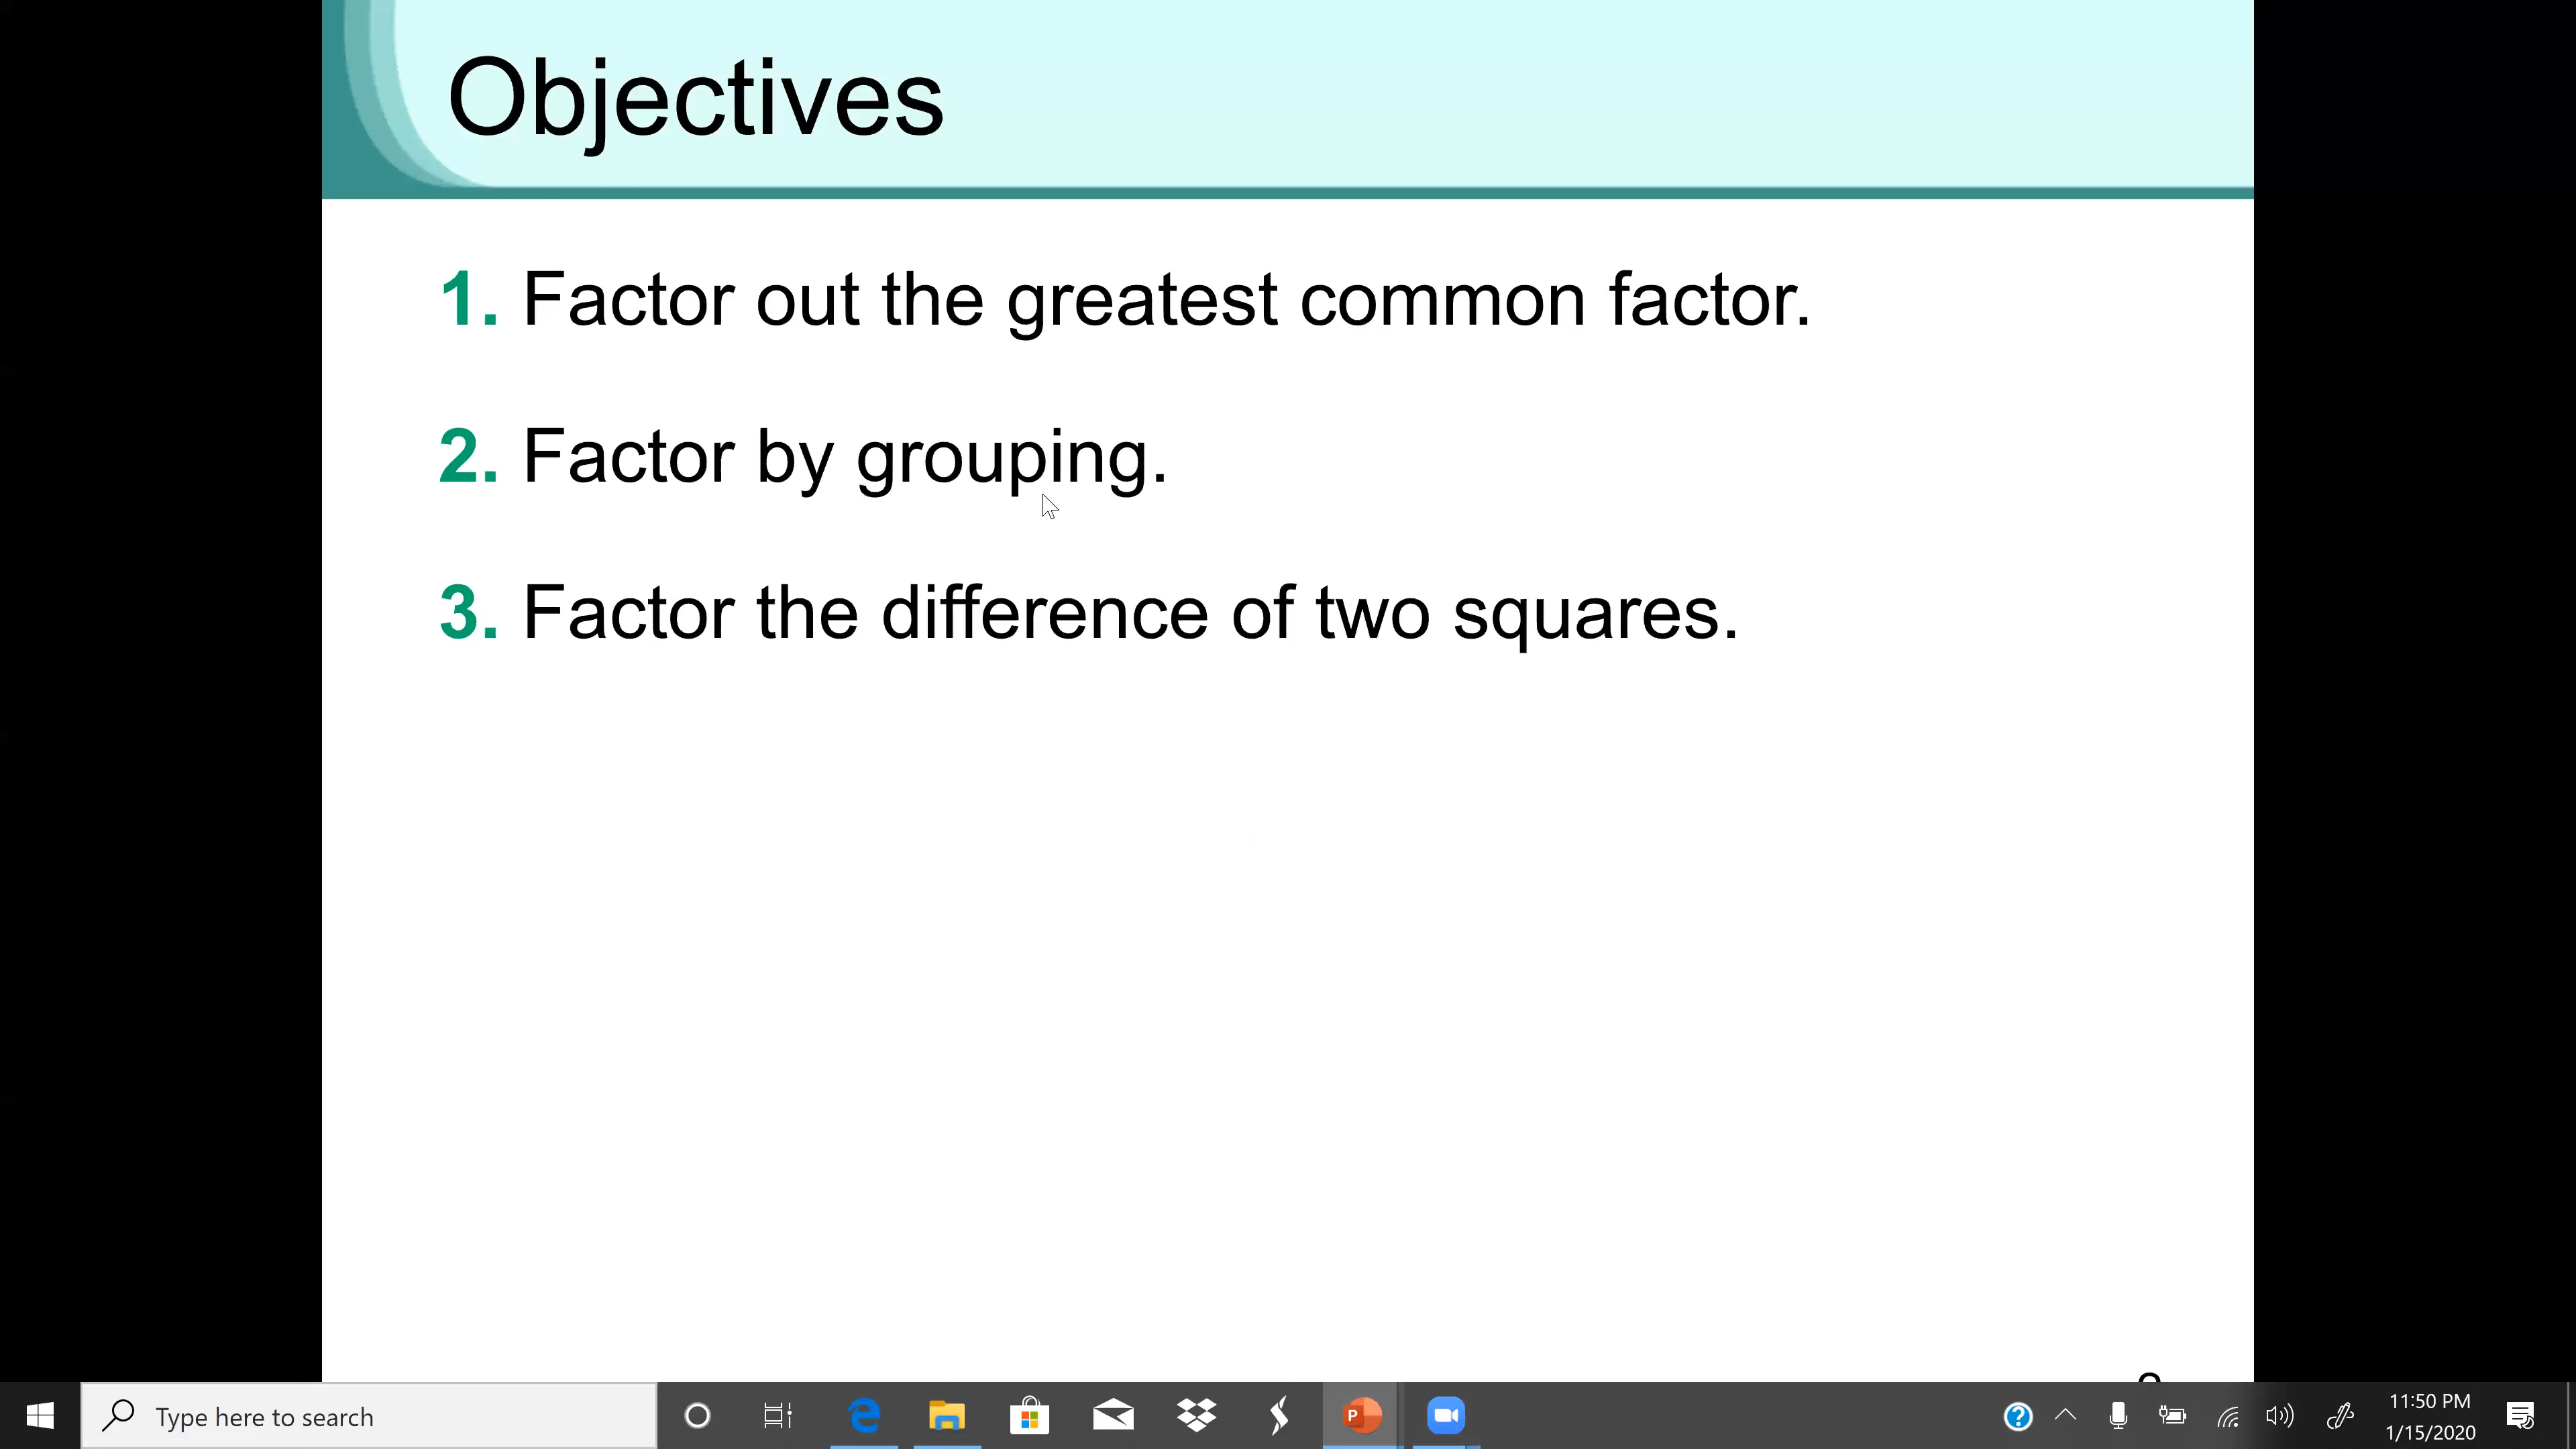 Objectives
1. Factor out the greatest common factor.
2. Factor by grouping.
3. Factor the difference of two squares.
Type here to search
11:50 PM
1/15/2020